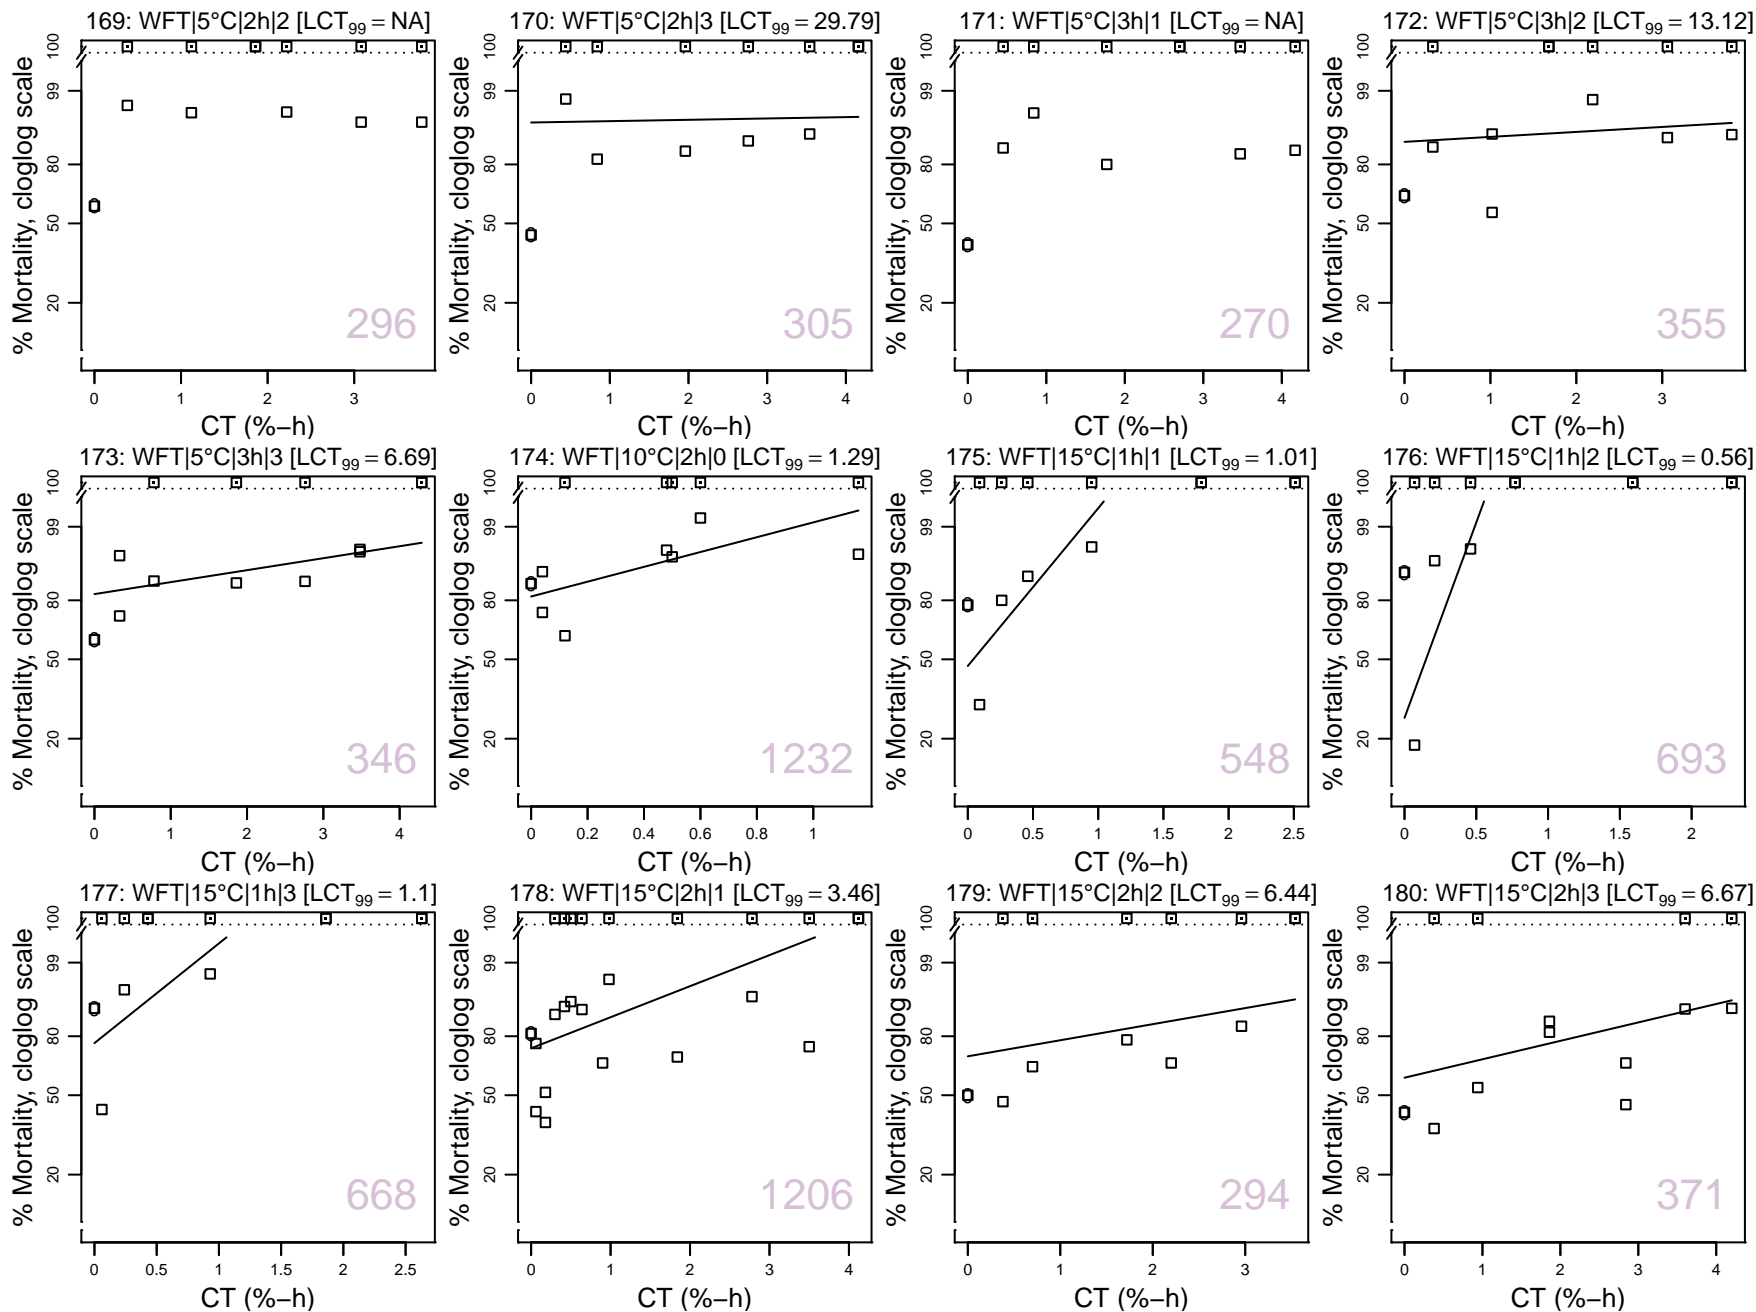 169: WFT|5°C|2h|2 [LCT99 = NA]
% Mortality, cloglog scale
100
99
80
50
20
296
0 1 2 3
CT (%−h)
170: WFT|5°C|2h|3 [LCT99 = 29.79]
% Mortality, cloglog scale
100
99
80
50
20
305
0 1 2 3 4
CT (%−h)
171: WFT|5°C|3h|1 [LCT99 = NA]
% Mortality, cloglog scale
100
99
80
50
20
270
0 1 2 3 4
CT (%−h)
172: WFT|5°C|3h|2 [LCT99 = 13.12]
% Mortality, cloglog scale
100
99
80
50
20
355
0 1 2 3
CT (%−h)
173: WFT|5°C|3h|3 [LCT99 = 6.69]
% Mortality, cloglog scale
100
99
80
50
20
346
0 1 2 3 4
CT (%−h)
174: WFT|10°C|2h|0 [LCT99 = 1.29]
% Mortality, cloglog scale
100
99
80
50
20
1232
0 0.2 0.4 0.6 0.8 1
CT (%−h)
175: WFT|15°C|1h|1 [LCT99 = 1.01]
% Mortality, cloglog scale
100
99
80
50
20
548
0 0.5 1 1.5 2 2.5
CT (%−h)
176: WFT|15°C|1h|2 [LCT99 = 0.56]
% Mortality, cloglog scale
100
99
80
50
20
693
0 1 2
CT (%−h)
177: WFT|15°C|1h|3 [LCT99 = 1.1]
% Mortality, cloglog scale
100
99
80
50
20
668
0 0.5 1 1.5 2 2.5
CT (%−h)
178: WFT|15°C|2h|1 [LCT99 = 3.46]
% Mortality, cloglog scale
100
99
80
50
20
1206
0 1 2 3 4
CT (%−h)
179: WFT|15°C|2h|2 [LCT99 = 6.44]
% Mortality, cloglog scale
100
99
80
50
20
294
0 1 2 3
CT (%−h)
180: WFT|15°C|2h|3 [LCT99 = 6.67]
% Mortality, cloglog scale
100
99
80
50
20
371
0 1 2 3 4
CT (%−h)